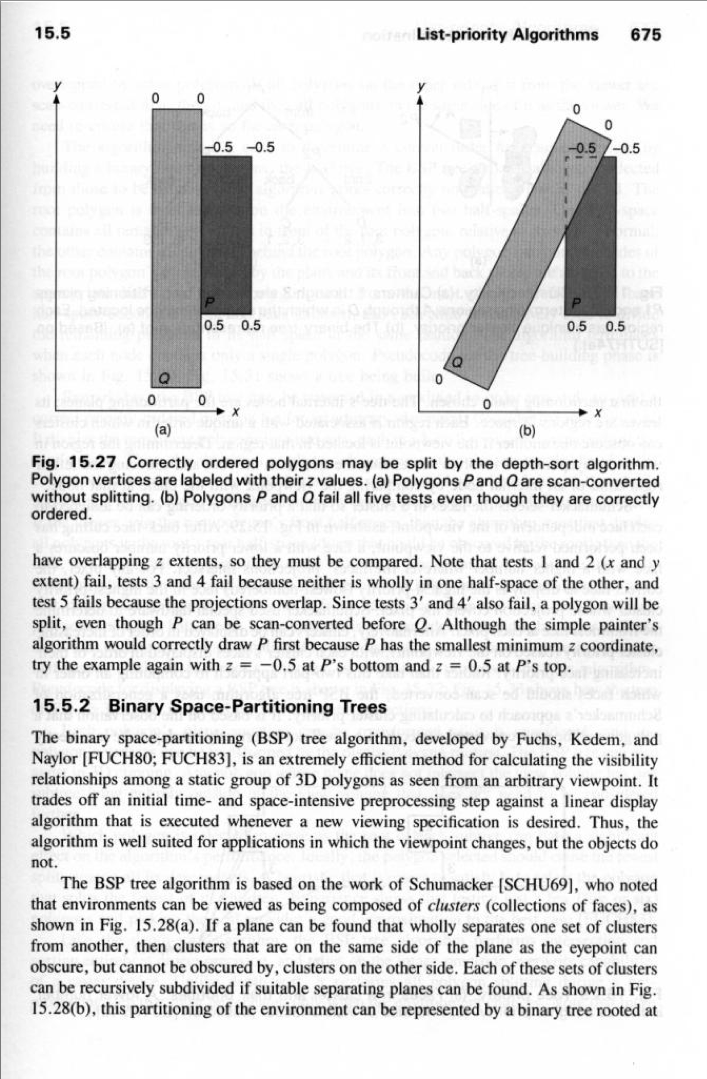 15.5 List-priority Algorithms 675
y
0 0
-0.5 -0.5
P
0.5 0.5
Q
0 0
x
(a)
y
0
0
-0.5 -0.5
P
0.5 0.5
Q
0
0
x
(b)
Fig. 15.27 Correctly ordered polygons may be split by the depth-sort algorithm.
Polygon vertices are labeled with their z values. (a) Polygons P and Q are scan-converted
without splitting. (b) Polygons P and Q fail all five tests even though they are correctly
ordered.
have overlapping z extents, so they must be compared. Note that tests 1 and 2 (x and y
extent) fail, tests 3 and 4 fail because neither is wholly in one half-space of the other, and
test 5 fails because the projections overlap. Since tests 3′ and 4′ also fail, a polygon will be
split, even though P can be scan-converted before Q. Although the simple painter's
algorithm would correctly draw P first because P has the smallest minimum z coordinate,
try the example again with z = −0.5 at P's bottom and z = 0.5 at P's top.
15.5.2 Binary Space-Partitioning Trees
The binary space-partitioning (BSP) tree algorithm, developed by Fuchs, Kedem, and
Naylor [FUCH80; FUCH83], is an extremely efficient method for calculating the visibility
relationships among a static group of 3D polygons as seen from an arbitrary viewpoint. It
trades off an initial time- and space-intensive preprocessing step against a linear display
algorithm that is executed whenever a new viewing specification is desired. Thus, the
algorithm is well suited for applications in which the viewpoint changes, but the objects do
not.
The BSP tree algorithm is based on the work of Schumacker [SCHU69], who noted
that environments can be viewed as being composed of clusters (collections of faces), as
shown in Fig. 15.28(a). If a plane can be found that wholly separates one set of clusters
from another, then clusters that are on the same side of the plane as the eyepoint can
obscure, but cannot be obscured by, clusters on the other side. Each of these sets of clusters
can be recursively subdivided if suitable separating planes can be found. As shown in Fig.
15.28(b), this partitioning of the environment can be represented by a binary tree rooted at